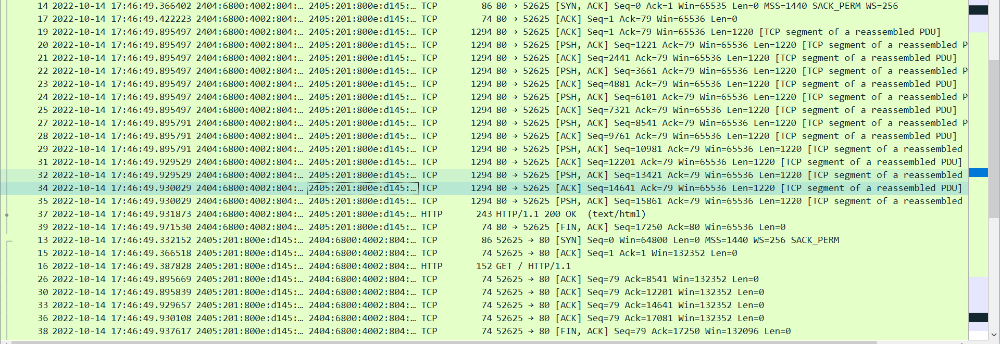 14 2022-10-14 17:46:49.366402 2404:6800:4002:804:… 2405:201:800e:d145:… TCP 86 80 → 52625 [SYN, ACK] Seq=0 Ack=1 Win=65535 Len=0 MSS=1440 SACK_PERM WS=256
17 2022-10-14 17:46:49.422223 2404:6800:4002:804:… 2405:201:800e:d145:… TCP 74 80 → 52625 [ACK] Seq=1 Ack=79 Win=65536 Len=0
19 2022-10-14 17:46:49.895497 2404:6800:4002:804:… 2405:201:800e:d145:… TCP 1294 80 → 52625 [ACK] Seq=1 Ack=79 Win=65536 Len=1220 [TCP segment of a reassembled PDU]
20 2022-10-14 17:46:49.895497 2404:6800:4002:804:… 2405:201:800e:d145:… TCP 1294 80 → 52625 [PSH, ACK] Seq=1221 Ack=79 Win=65536 Len=1220 [TCP segment of a reassembled P
21 2022-10-14 17:46:49.895497 2404:6800:4002:804:… 2405:201:800e:d145:… TCP 1294 80 → 52625 [ACK] Seq=2441 Ack=79 Win=65536 Len=1220 [TCP segment of a reassembled PDU]
22 2022-10-14 17:46:49.895497 2404:6800:4002:804:… 2405:201:800e:d145:… TCP 1294 80 → 52625 [PSH, ACK] Seq=3661 Ack=79 Win=65536 Len=1220 [TCP segment of a reassembled P
23 2022-10-14 17:46:49.895497 2404:6800:4002:804:… 2405:201:800e:d145:… TCP 1294 80 → 52625 [ACK] Seq=4881 Ack=79 Win=65536 Len=1220 [TCP segment of a reassembled PDU]
24 2022-10-14 17:46:49.895497 2404:6800:4002:804:… 2405:201:800e:d145:… TCP 1294 80 → 52625 [PSH, ACK] Seq=6101 Ack=79 Win=65536 Len=1220 [TCP segment of a reassembled P
25 2022-10-14 17:46:49.895497 2404:6800:4002:804:… 2405:201:800e:d145:… TCP 1294 80 → 52625 [ACK] Seq=7321 Ack=79 Win=65536 Len=1220 [TCP segment of a reassembled PDU]
27 2022-10-14 17:46:49.895791 2404:6800:4002:804:… 2405:201:800e:d145:… TCP 1294 80 → 52625 [PSH, ACK] Seq=8541 Ack=79 Win=65536 Len=1220 [TCP segment of a reassembled P
28 2022-10-14 17:46:49.895791 2404:6800:4002:804:… 2405:201:800e:d145:… TCP 1294 80 → 52625 [ACK] Seq=9761 Ack=79 Win=65536 Len=1220 [TCP segment of a reassembled PDU]
29 2022-10-14 17:46:49.895791 2404:6800:4002:804:… 2405:201:800e:d145:… TCP 1294 80 → 52625 [PSH, ACK] Seq=10981 Ack=79 Win=65536 Len=1220 [TCP segment of a reassembled
31 2022-10-14 17:46:49.929529 2404:6800:4002:804:… 2405:201:800e:d145:… TCP 1294 80 → 52625 [ACK] Seq=12201 Ack=79 Win=65536 Len=1220 [TCP segment of a reassembled PDU]
32 2022-10-14 17:46:49.929529 2404:6800:4002:804:… 2405:201:800e:d145:… TCP 1294 80 → 52625 [PSH, ACK] Seq=13421 Ack=79 Win=65536 Len=1220 [TCP segment of a reassembled
34 2022-10-14 17:46:49.930029 2404:6800:4002:804:… 2405:201:800e:d145:… TCP 1294 80 → 52625 [ACK] Seq=14641 Ack=79 Win=65536 Len=1220 [TCP segment of a reassembled PDU]
35 2022-10-14 17:46:49.930029 2404:6800:4002:804:… 2405:201:800e:d145:… TCP 1294 80 → 52625 [PSH, ACK] Seq=15861 Ack=79 Win=65536 Len=1220 [TCP segment of a reassembled
37 2022-10-14 17:46:49.931873 2404:6800:4002:804:… 2405:201:800e:d145:… HTTP 243 HTTP/1.1 200 OK (text/html)
39 2022-10-14 17:46:49.971530 2404:6800:4002:804:… 2405:201:800e:d145:… TCP 74 80 → 52625 [FIN, ACK] Seq=17250 Ack=80 Win=65536 Len=0
13 2022-10-14 17:46:49.332152 2405:201:800e:d145:… 2404:6800:4002:804:… TCP 86 52625 → 80 [SYN] Seq=0 Win=64800 Len=0 MSS=1440 WS=256 SACK_PERM
15 2022-10-14 17:46:49.366518 2405:201:800e:d145:… 2404:6800:4002:804:… TCP 74 52625 → 80 [ACK] Seq=1 Ack=1 Win=132352 Len=0
16 2022-10-14 17:46:49.387828 2405:201:800e:d145:… 2404:6800:4002:804:… HTTP 152 GET / HTTP/1.1
26 2022-10-14 17:46:49.895669 2405:201:800e:d145:… 2404:6800:4002:804:… TCP 74 52625 → 80 [ACK] Seq=79 Ack=8541 Win=132352 Len=0
30 2022-10-14 17:46:49.895839 2405:201:800e:d145:… 2404:6800:4002:804:… TCP 74 52625 → 80 [ACK] Seq=79 Ack=12201 Win=132352 Len=0
33 2022-10-14 17:46:49.929657 2405:201:800e:d145:… 2404:6800:4002:804:… TCP 74 52625 → 80 [ACK] Seq=79 Ack=14641 Win=132352 Len=0
36 2022-10-14 17:46:49.930108 2405:201:800e:d145:… 2404:6800:4002:804:… TCP 74 52625 → 80 [ACK] Seq=79 Ack=17081 Win=132352 Len=0
38 2022-10-14 17:46:49.937617 2405:201:800e:d145:… 2404:6800:4002:804:… TCP 74 52625 → 80 [FIN, ACK] Seq=79 Ack=17250 Win=132096 Len=0